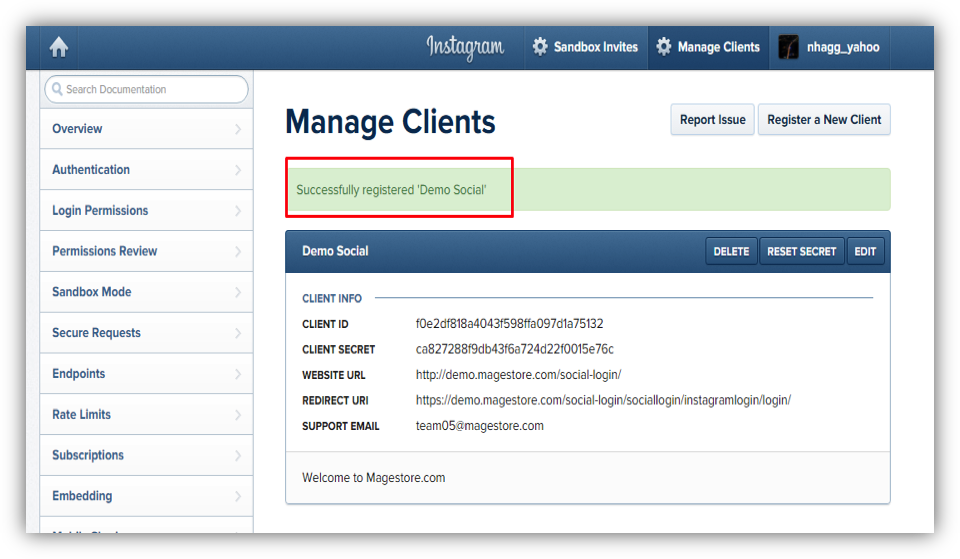 Instagram
Sandbox Invites
Manage Clients
nhagg_yahoo
Search Documentation
Overview
Authentication
Login Permissions
Permissions Review
Sandbox Mode
Secure Requests
Endpoints
Rate Limits
Subscriptions
Embedding
Manage Clients
Report Issue
Register a New Client
Successfully registered 'Demo Social'
Demo Social
DELETE
RESET SECRET
EDIT
CLIENT INFO
CLIENT ID f0e2df818a4043f598ffa097d1a75132
CLIENT SECRET ca827288f9db43f6a724d22f0015e76c
WEBSITE URL http://demo.magestore.com/social-login/
REDIRECT URI https://demo.magestore.com/social-login/sociallogin/instagramlogin/login/
SUPPORT EMAIL team05@magestore.com
Welcome to Magestore.com